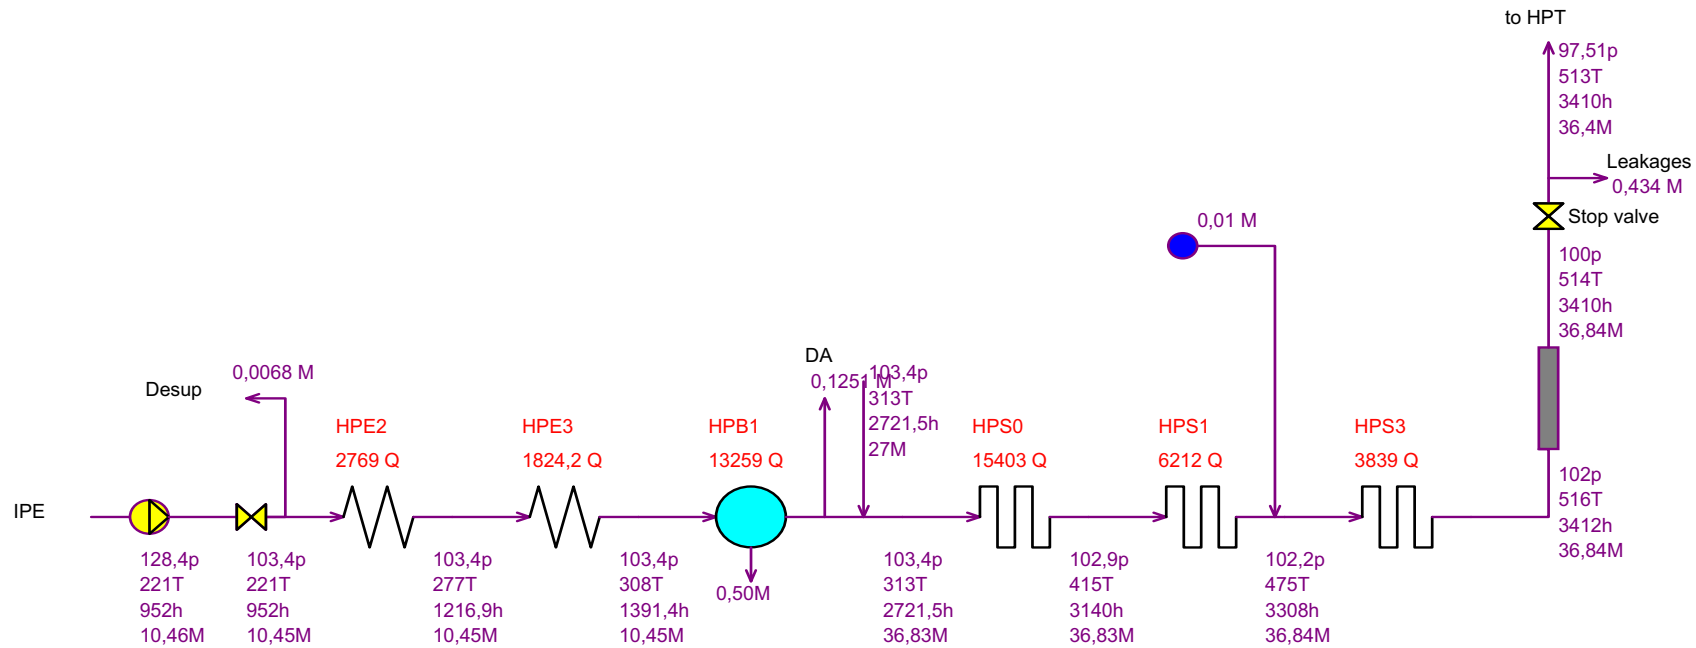 to HPT
97,51p
513T
3410h
36,4M
Leakages
0,434 M
Stop valve
0,01 M
100p
514T
3410h
36,84M
DA
0,1251 M
103,4p
313T
2721,5h
27M
Desup
0,0068 M
HPE2
2769 Q
HPE3
1824,2 Q
HPB1
13259 Q
HPS0
15403 Q
HPS1
6212 Q
HPS3
3839 Q
102p
516T
3412h
36,84M
IPE
128,4p
221T
952h
10,46M
103,4p
221T
952h
10,45M
103,4p
277T
1216,9h
10,45M
103,4p
308T
1391,4h
10,45M
0,50M
103,4p
313T
2721,5h
36,83M
102,9p
415T
3140h
36,83M
102,2p
475T
3308h
36,84M